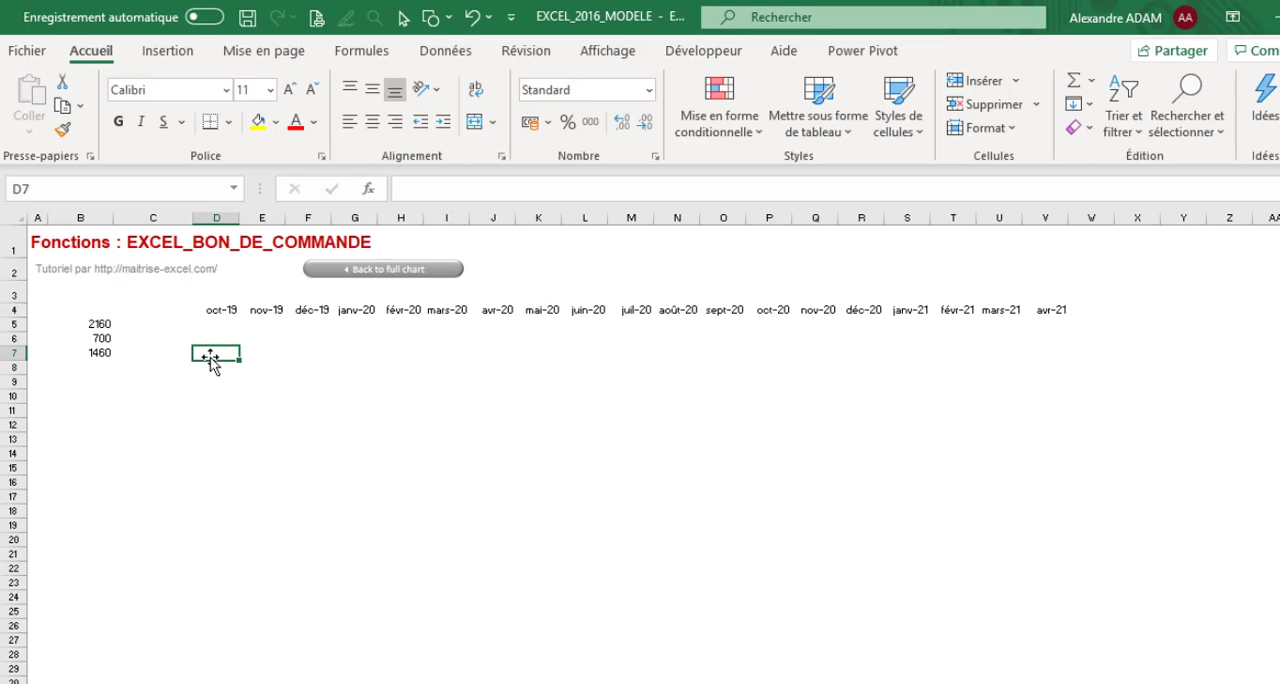 Enregistrement automatique EXCEL_2016_MODELE - E... Rechercher Alexandre ADAM AA
Fichier Accueil Insertion Mise en page Formules Données Révision Affichage Développeur Aide Power Pivot Partager Com
Coller Calibri 11 ab Standard Mise en forme conditionnelle Mettre sous forme de tableau Styles de cellules Insérer Supprimer Format Trier et filtrer Rechercher et sélectionner Idées
G I S A % 000
Presse-papiers Police Alignement Nombre Styles Cellules Édition Idées
D7 fx
A B C D E F G H I J K L M N O P Q R S T U V W X Y Z AA
1 Fonctions : EXCEL_BON_DE_COMMANDE
2 Tutoriel par http://maitrise-excel.com/ Back to full chart
3
4 oct-19 nov-19 déc-19 janv-20 févr-20 mars-20 avr-20 mai-20 juin-20 juil-20 août-20 sept-20 oct-20 nov-20 déc-20 janv-21 févr-21 mars-21 avr-21
5 2160
6 700
7 1460
8
9
10
11
12
13
14
15
16
17
18
19
20
21
22
23
24
25
26
27
28
29